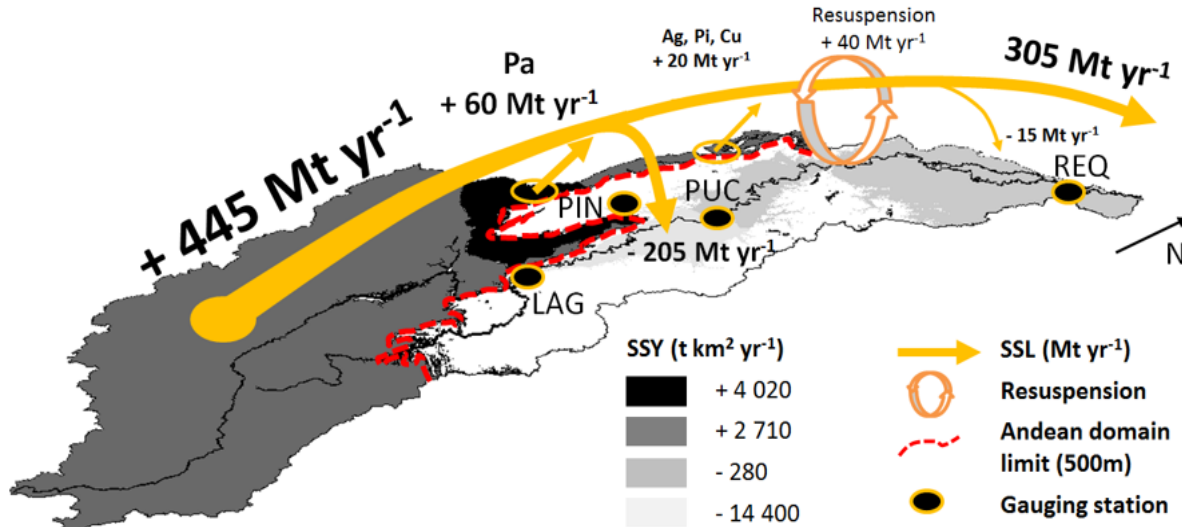 Resuspension
+ 40 Mt yr⁻¹
Ag, Pi, Cu
+ 20 Mt yr⁻¹
305 Mt yr⁻¹
Pa
+ 60 Mt yr⁻¹
+ 445 Mt yr⁻¹
- 15 Mt yr⁻¹
REQ
PUC
PIN
- 205 Mt yr⁻¹
N
LAG
SSY (t km² yr⁻¹)
+ 4 020
+ 2 710
- 280
- 14 400
SSL (Mt yr⁻¹)
Resuspension
Andean domain
limit (500m)
Gauging station